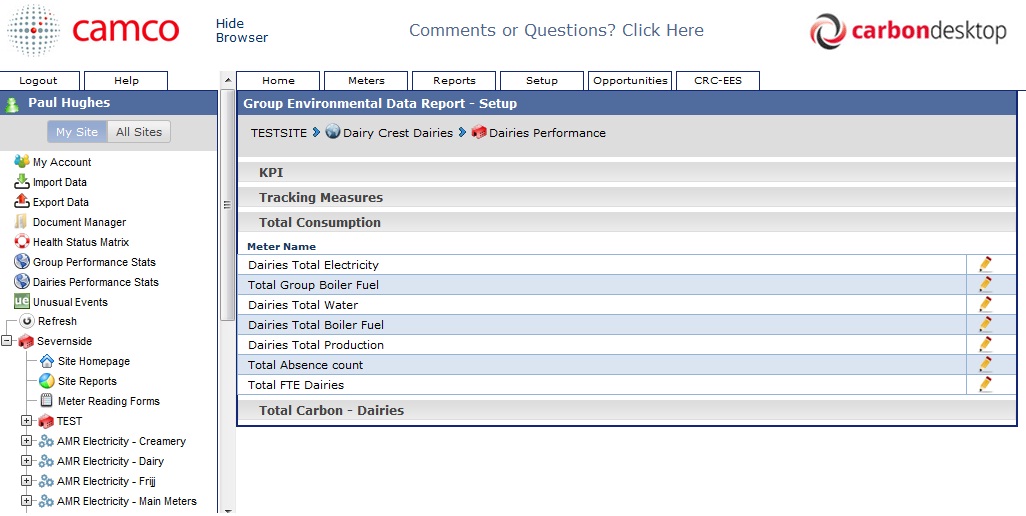 camco
Hide
Browser
Comments or Questions? Click Here
carbondesktop
Logout
Help
Home
Meters
Reports
Setup
Opportunities
CRC-EES
Paul Hughes
My Site
All Sites
My Account
Import Data
Export Data
Document Manager
Health Status Matrix
Group Performance Stats
Dairies Performance Stats
ue Unusual Events
Refresh
Severnside
Site Homepage
Site Reports
Meter Reading Forms
TEST
AMR Electricity - Creamery
AMR Electricity - Dairy
AMR Electricity - Frijj
AMR Electricity - Main Meters
Group Environmental Data Report - Setup
TESTSITE Dairy Crest Dairies Dairies Performance
KPI
Tracking Measures
Total Consumption
Meter Name
Dairies Total Electricity
Total Group Boiler Fuel
Dairies Total Water
Dairies Total Boiler Fuel
Dairies Total Production
Total Absence count
Total FTE Dairies
Total Carbon - Dairies